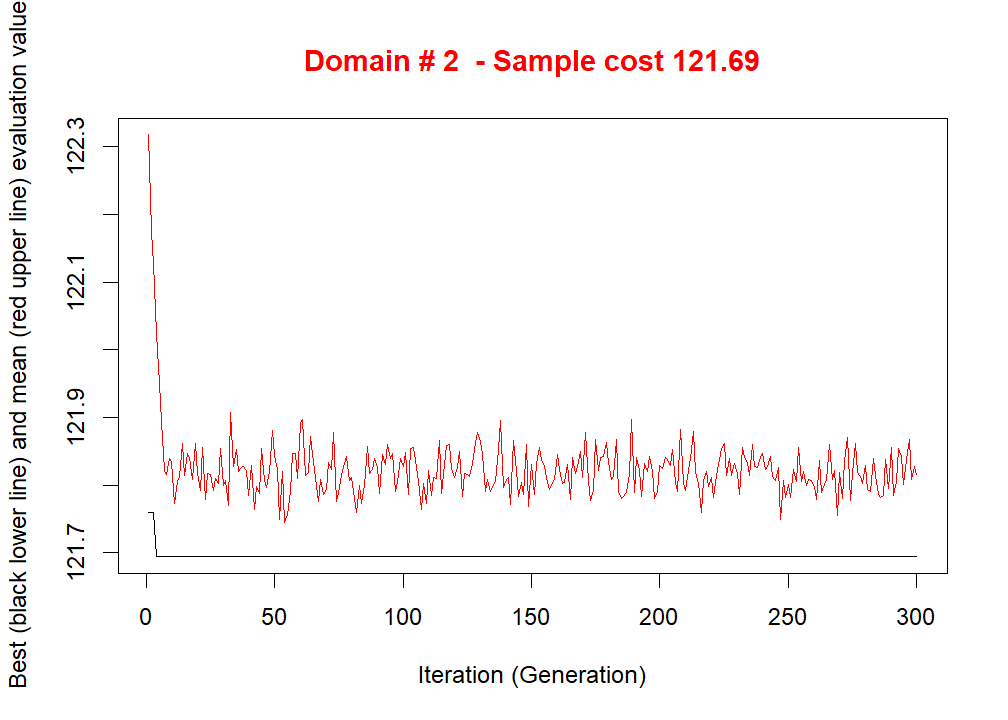 Domain # 2  - Sample cost 121.69
Best (black lower line) and mean (red upper line) evaluation value
122.3
122.1
121.9
121.7
0 50 100 150 200 250 300
Iteration (Generation)